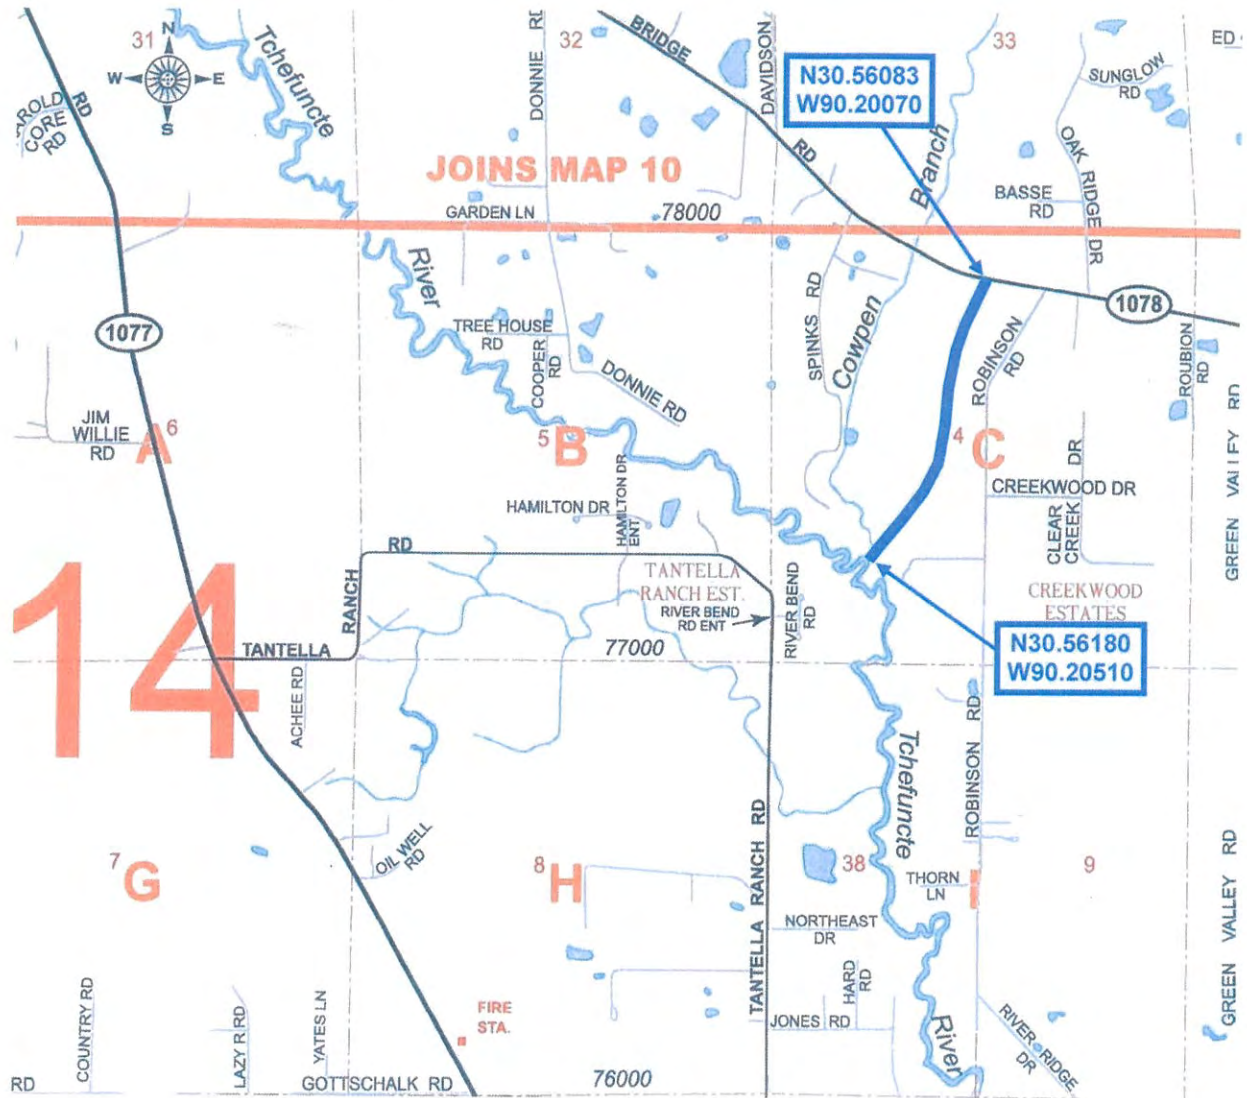 31
N
W
E
S
Tchefuncte
DONNIE RD
32
BRIDGE
RD
DAVIDSON
N30.56083
W90.20070
33
SUNGLOW
RD
ED
RD
CORE
RD
JOINS MAP 10
Branch
OAK RIDGE DR
BASSE
RD
GARDEN LN
78000
River
1077
TREE HOUSE
RD
COOPER
RD
DONNIE RD
SPINKS RD
Cowpen
ROBINSON
RD
1078
ROUBION
RD
GREEN VALLEY RD
JIM
WILLIE
RD
6
A
5
B
4
C
HAMILTON DR
HAMILTON DR
ENT
CREEKWOOD DR
CLEAR
CREEK
DR
14
RD
RANCH
TANTELLA
TANTELLA
RANCH EST.
RIVER BEND
RD ENT
RIVER BEND
RD
CREEKWOOD
ESTATES
N30.56180
W90.20510
77000
ACHEE RD
ROBINSON RD
Tchefuncte
TANTELLA RANCH RD
OIL WELL
RD
7
G
8
H
38
9
THORN
LN
NORTHEAST
DR
HARD
RD
JONES RD
River
RIVER RIDGE
DR
GREEN VALLEY RD
COUNTRY RD
LAZY R RD
YATES LN
FIRE
STA.
RD
GOTTSCHALK RD
76000